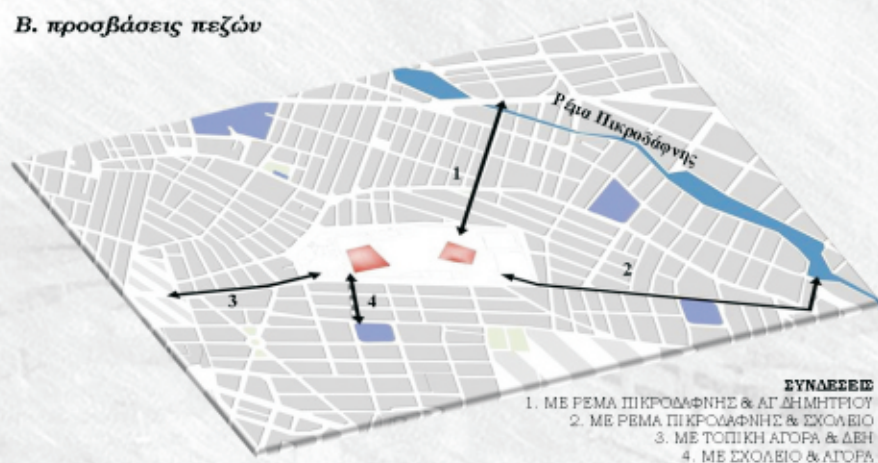 Β. προσβάσεις πεζών
Ρέμα Πικροδάφνης
1
2
3
4
ΣΥΝΔΕΣΕΙΣ
1. ΜΕ ΡΕΜΑ ΠΙΚΡΟΔΑΦΝΗΣ & ΑΓ ΔΗΜΗΤΡΙΟΥ
2. ΜΕ ΡΕΜΑ ΠΙΚΡΟΔΑΦΝΗΣ & ΣΧΟΛΕΙΟ
3. ΜΕ ΤΟΠΙΚΗ ΑΓΟΡΑ & ΔΕΗ
4. ΜΕ ΣΧΟΛΕΙΟ & ΑΓΟΡΑ